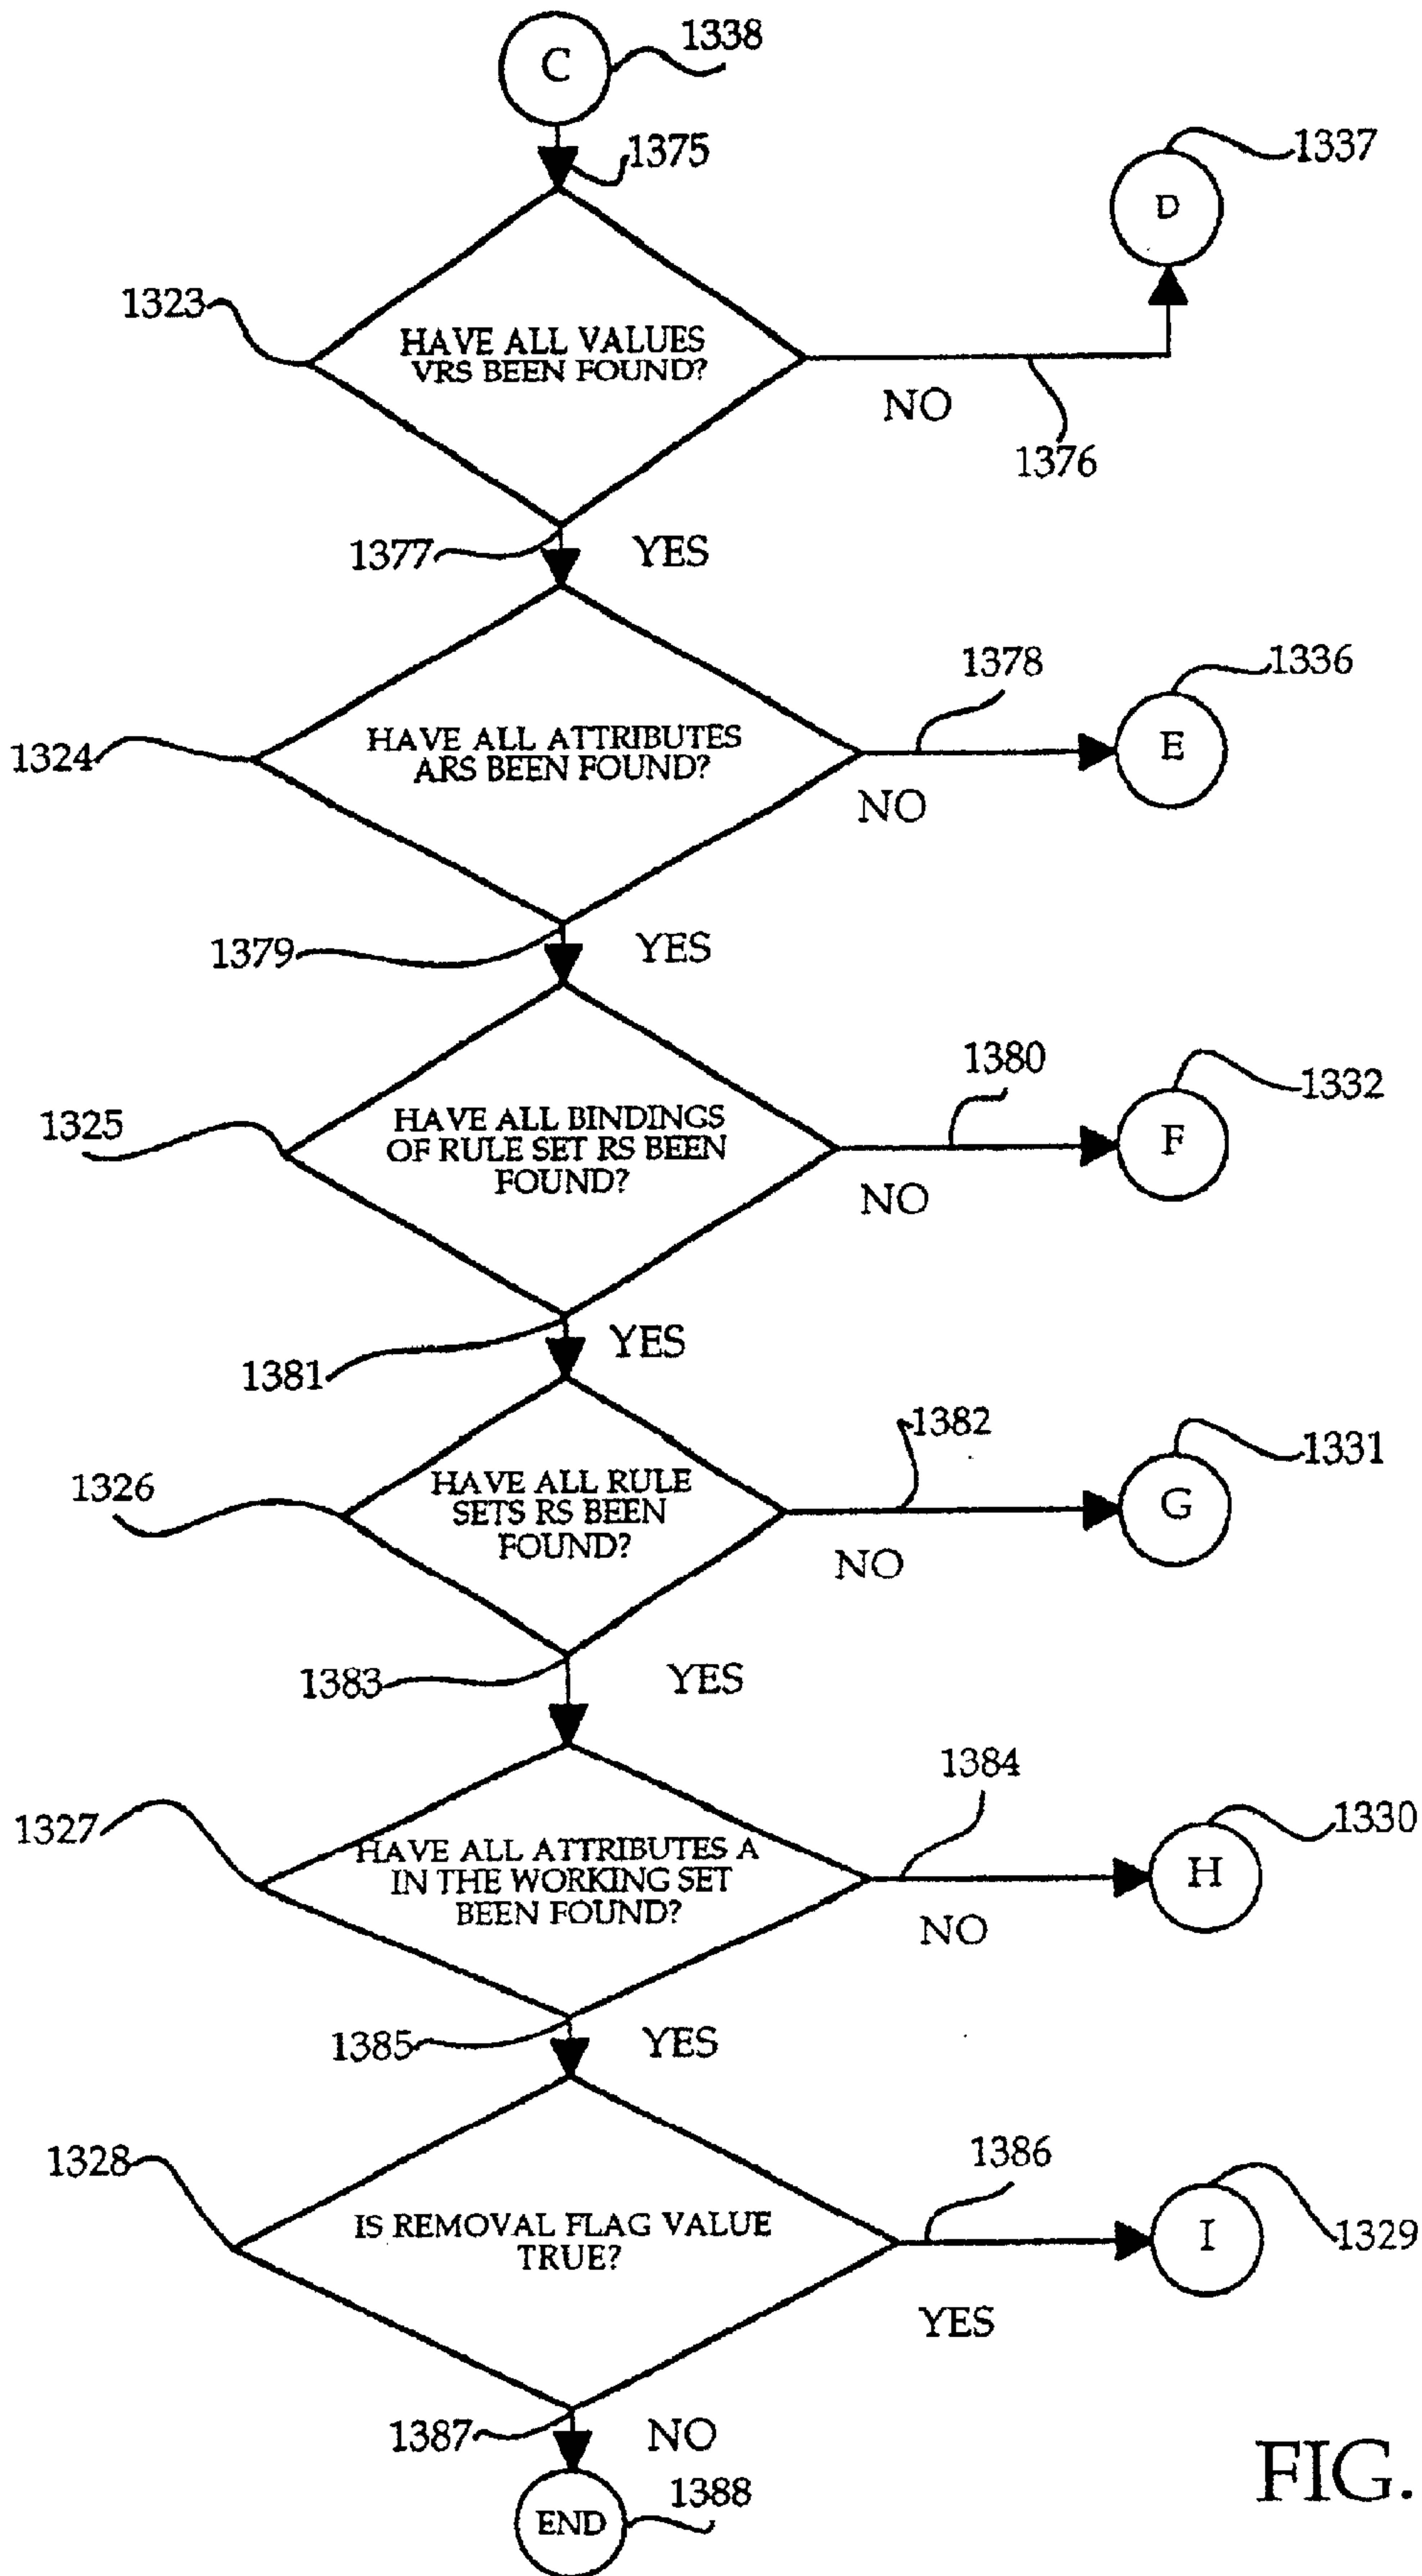 C
1338
1375
1337
D
1323
HAVE ALL VALUES
VRS BEEN FOUND?
NO
1376
1377
YES
1378
1336
E
1324
HAVE ALL ATTRIBUTES
ARS BEEN FOUND?
NO
1379
YES
1380
1332
F
1325
HAVE ALL BINDINGS
OF RULE SET RS BEEN
FOUND?
NO
1381
YES
1382
1331
G
1326
HAVE ALL RULE
SETS RS BEEN
FOUND?
NO
1383
YES
1384
1330
H
1327
HAVE ALL ATTRIBUTES A
IN THE WORKING SET
BEEN FOUND?
NO
1385
YES
1386
1329
I
1328
IS REMOVAL FLAG VALUE
TRUE?
YES
1387
NO
1388
END
FIG.